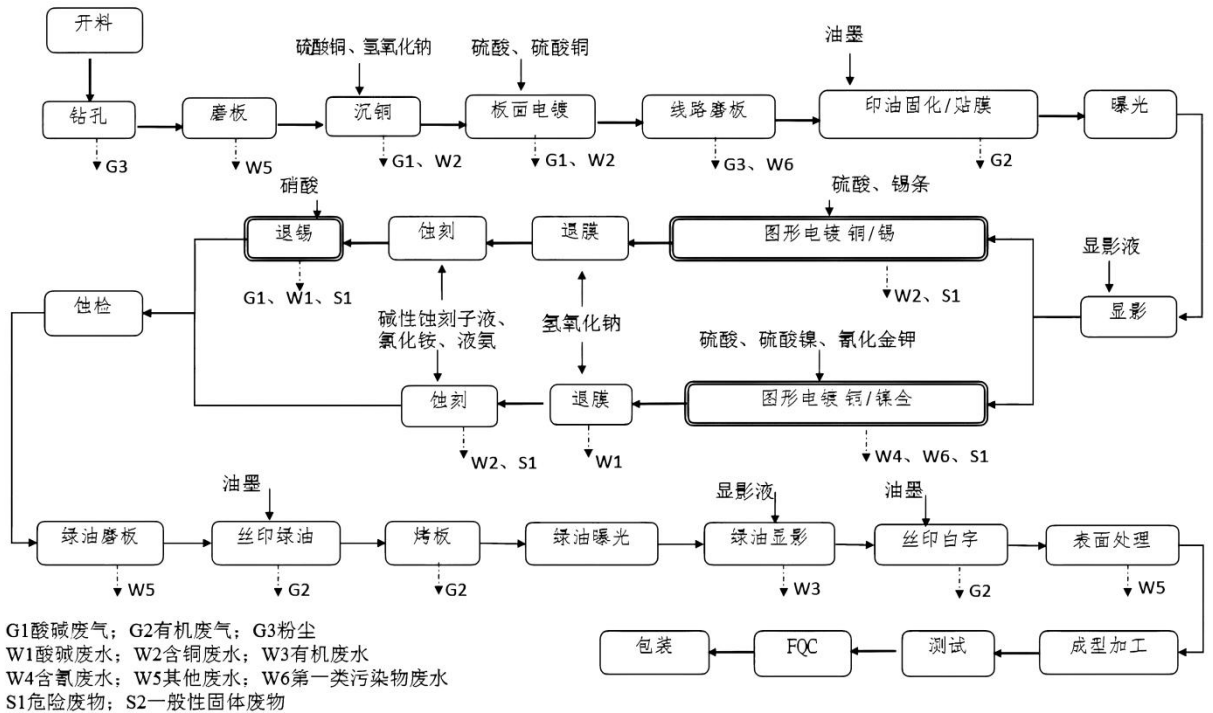 开料
硫酸铜、氢氧化钠
硫酸、硫酸铜
油墨
钻孔
磨板
沉铜
板面电镀
线路磨板
印油固化/贴膜
曝光
G3
W5
G1、W2
G1、W2
G3、W6
G2
硝酸
硫酸、锡条
退锡
蚀刻
退膜
图形电镀 铜/锡
显影液
G1、W1、S1
W2、S1
蚀检
显影
碱性蚀刻子液、
氯化铵、液氨
氢氧化钠
硫酸、硫酸镍、氰化金钾
蚀刻
退膜
图形电镀 铜/镍金
W2、S1
W1
W4、W6、S1
油墨
显影液
油墨
绿油磨板
丝印绿油
烤板
绿油曝光
绿油显影
丝印白字
表面处理
W5
G2
G2
W3
G2
W5
包装
FQC
测试
成型加工
G1酸碱废气；G2有机废气；G3粉尘
W1酸碱废水；W2含铜废水；W3有机废水
W4含氰废水；W5其他废水；W6第一类污染物废水
S1危险废物；S2一般性固体废物